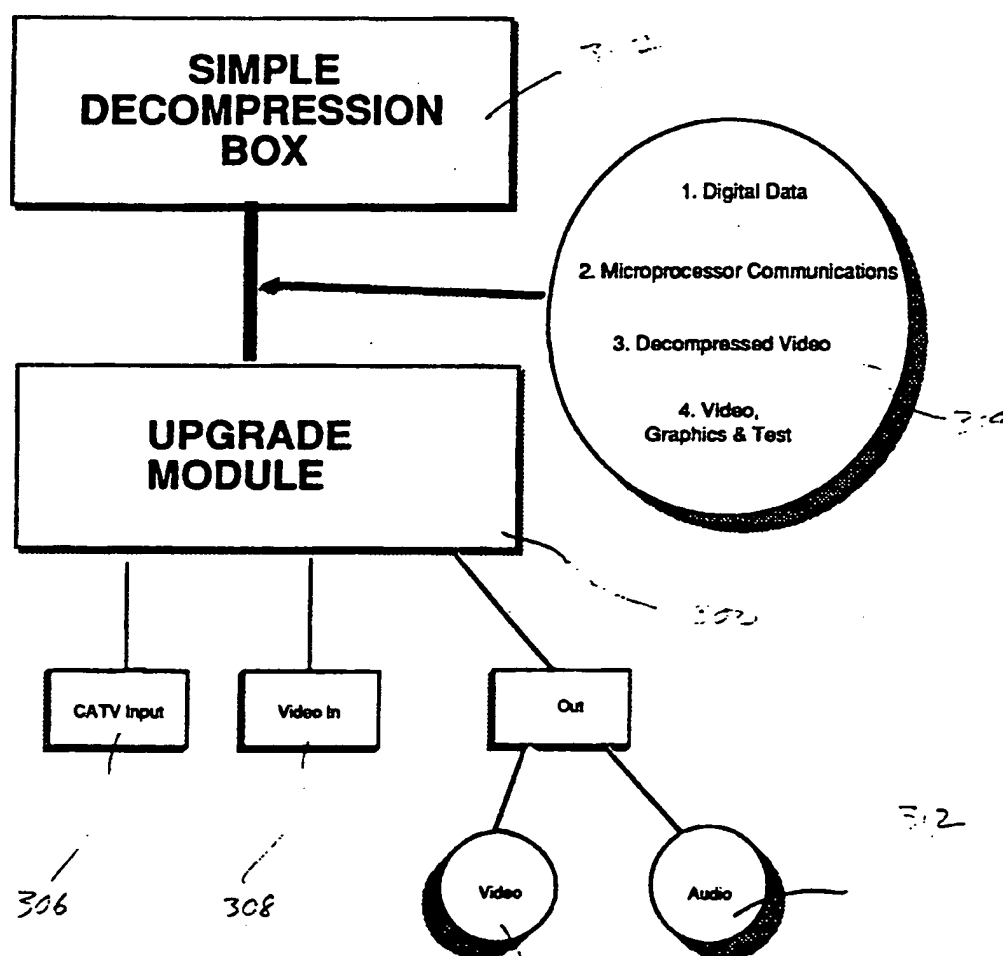 SIMPLE
DECOMPRESSION
BOX
1. Digital Data
2. Microprocessor Communications
3. Decompressed Video
4. Video,
Graphics & Test
UPGRADE
MODULE
CATV Input
Video In
Out
312
306
308
Video
Audio